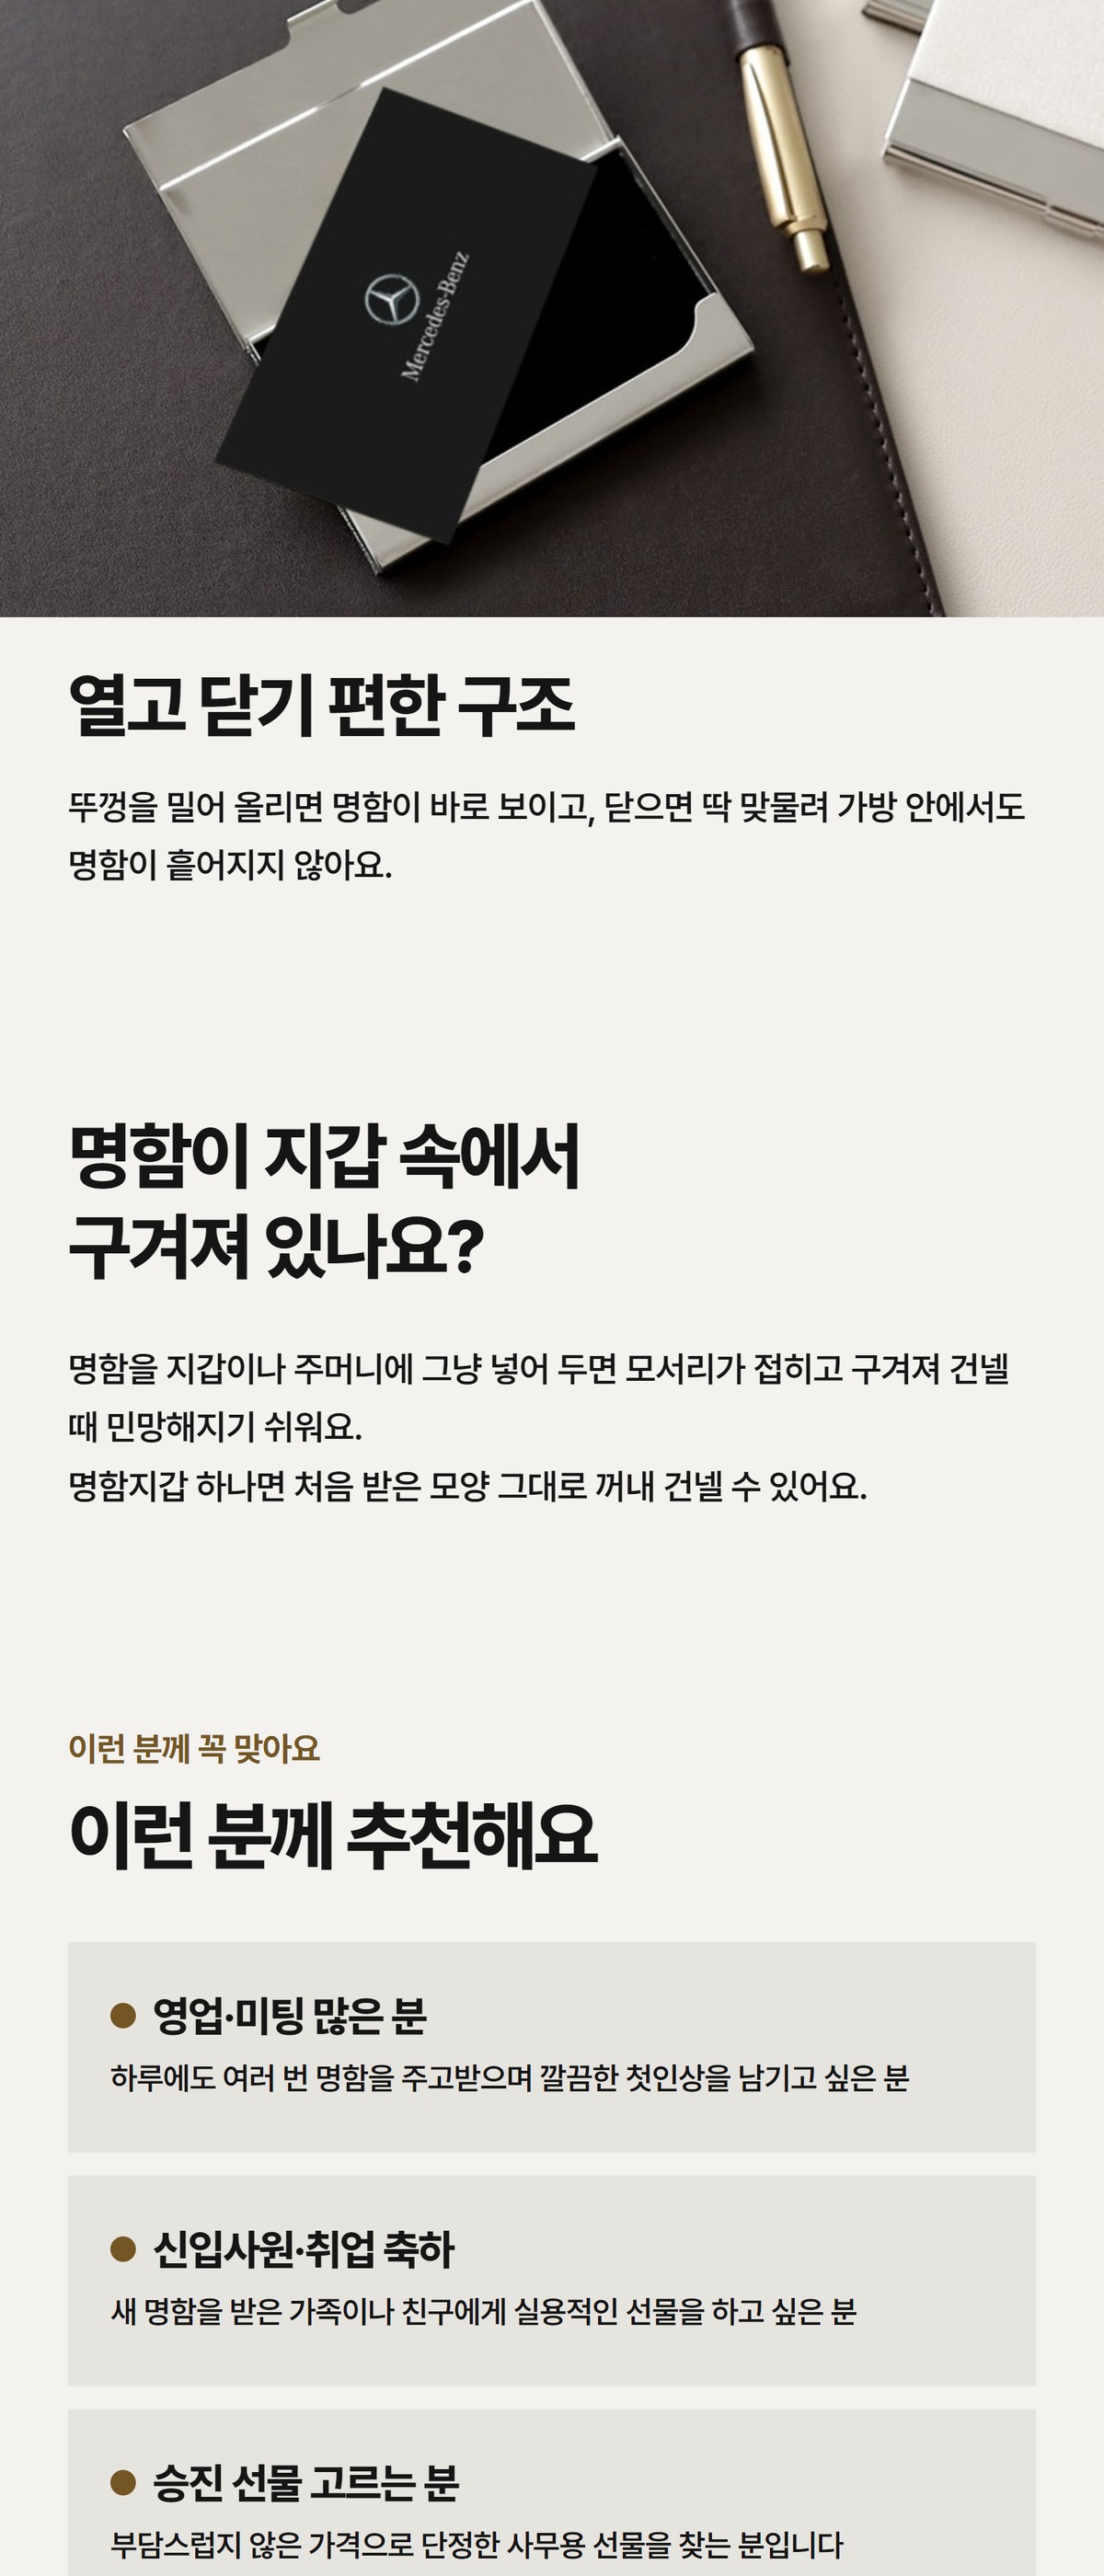 Mercedes-Benz
열고 닫기 편한 구조
뚜껑을 밀어 올리면 명함이 바로 보이고, 닫으면 딱 맞물려 가방 안에서도
명함이 흩어지지 않아요.
명함이 지갑 속에서
구겨져 있나요?
명함을 지갑이나 주머니에 그냥 넣어 두면 모서리가 접히고 구겨져 건넬
때 민망해지기 쉬워요.
명함지갑 하나면 처음 받은 모양 그대로 꺼내 건넬 수 있어요.
이런 분께 꼭 맞아요
이런 분께 추천해요
영업·미팅 많은 분
하루에도 여러 번 명함을 주고받으며 깔끔한 첫인상을 남기고 싶은 분
신입사원·취업 축하
새 명함을 받은 가족이나 친구에게 실용적인 선물을 하고 싶은 분
승진 선물 고르는 분
부담스럽지 않은 가격으로 단정한 사무용 선물을 찾는 분입니다